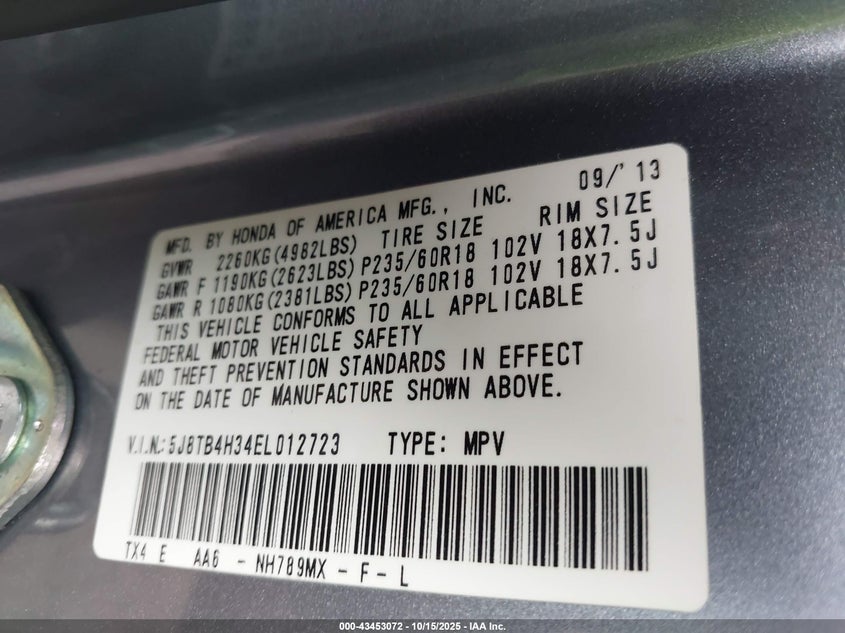 MFD. BY HONDA OF AMERICA MFG., INC. 09/'13
GVWR 2260KG(4982LBS) TIRE SIZE RIM SIZE
GAWR F 1190KG(2623LBS) P235/60R18 102V 18X7.5J
GAWR R 1080KG(2381LBS) P235/60R18 102V 18X7.5J
THIS VEHICLE CONFORMS TO ALL APPLICABLE
FEDERAL MOTOR VEHICLE SAFETY
AND THEFT PREVENTION STANDARDS IN EFFECT
ON THE DATE OF MANUFACTURE SHOWN ABOVE.
V.I.N.: 5J8TB4H34EL012723 TYPE: MPV
TX4 E AA6 - NH789MX - F - L
000-43453072 - 10/15/2025 - IAA Inc.